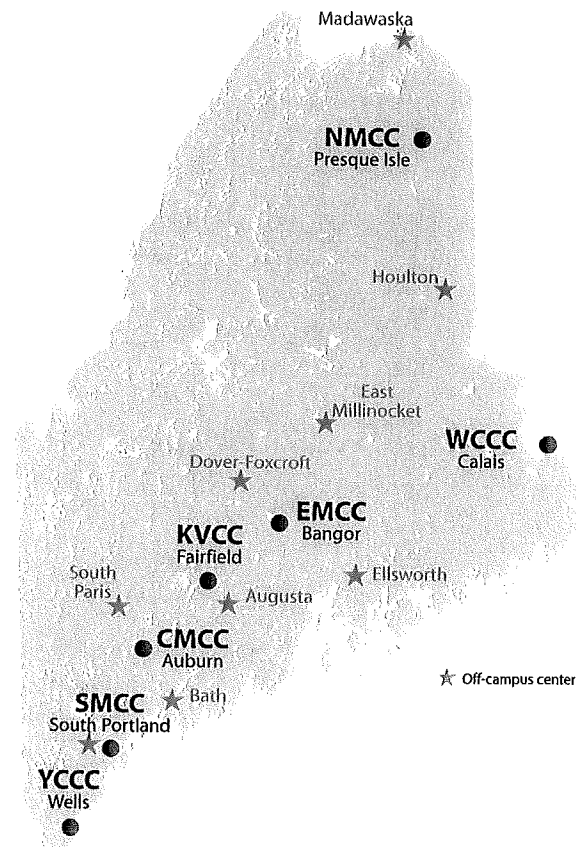 Madawaska
NMCC
Presque Isle
Houlton
East
Millinocket
WCCC
Calais
Dover-Foxcroft
EMCC
Bangor
KVCC
Fairfield
Ellsworth
South
Paris
Augusta
CMCC
Auburn
Off-campus center
Bath
SMCC
South Portland
YCCC
Wells